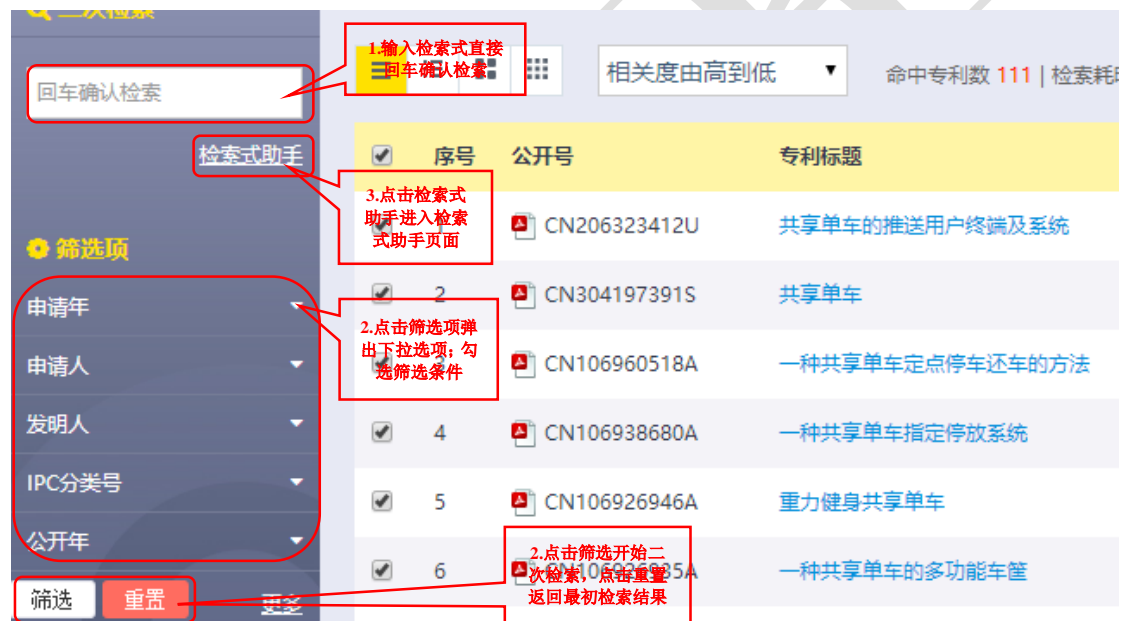 二次检索
回车确认检索
检索式助手
筛选项
申请年
申请人
发明人
IPC分类号
公开年
筛选
重置
更多
1.输入检索式直接
回车确认检索
3.点击检索式
助手进入检索
式助手页面
2.点击筛选项弹
出下拉选项；勾
选筛选条件
2.点击筛选开始二
次检索，点击重置
返回最初检索结果
相关度由高到低
命中专利数 111 | 检索耗
序号 公开号 专利标题
1 CN206323412U 共享单车的推送用户终端及系统
2 CN304197391S 共享单车
3 CN106960518A 一种共享单车定点停车还车的方法
4 CN106938680A 一种共享单车指定停放系统
5 CN106926946A 重力健身共享单车
6 一种共享单车的多功能车筐